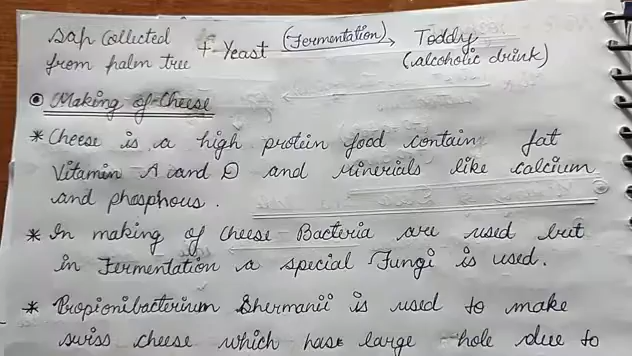 Sap Collected + Yeast (Fermentation) → Toddy
from palm tree (alcoholic drink)
Making of Cheese
* Cheese is a high protein food contain fat
Vitamin A and D and Minerials like calcium
and phosphous.
* In making of Cheese Bacteria are used but
in Fermentation a special Fungi is used.
* Propionibacterium Shermanii is used to make
swiss cheese which has large hole due to